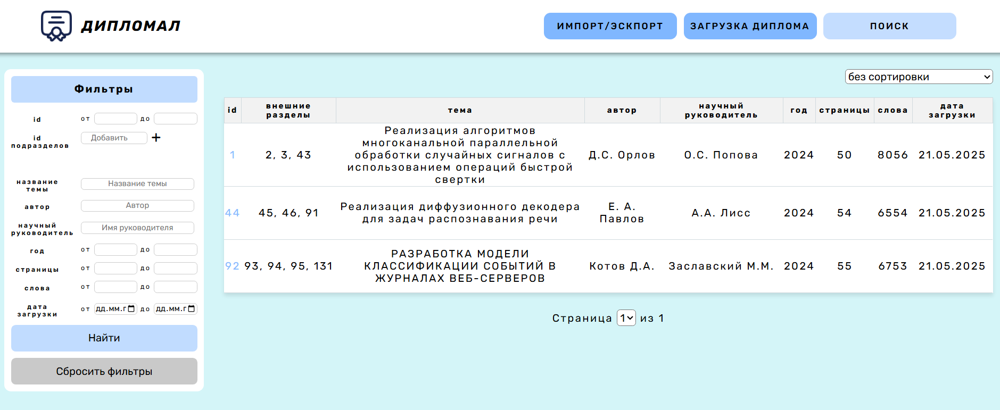 ДИПЛОМАЛ
ИМПОРТ/ЭСКПОРТ
ЗАГРУЗКА ДИПЛОМА
ПОИСК
Фильтры
id
от
до
id
подразделов
Добавить
название
темы
Название темы
автор
Автор
научный
руководитель
Имя руководителя
год
от
до
страницы
от
до
слова
от
до
дата
загрузки
от
дд.мм.г
до
дд.мм.г
Найти
Сбросить фильтры
без сортировки
id
внешние
разделы
тема
автор
научный
руководитель
год
страницы
слова
дата
загрузки
1
2, 3, 43
Реализация алгоритмов
многоканальной параллельной
обработки случайных сигналов с
использованием операций быстрой
свертки
Д.С. Орлов
О.С. Попова
2024
50
8056
21.05.2025
44
45, 46, 91
Реализация диффузионного декодера
для задач распознавания речи
Е. А.
Павлов
А.А. Лисс
2024
54
6554
21.05.2025
92
93, 94, 95, 131
РАЗРАБОТКА МОДЕЛИ
КЛАССИФИКАЦИИ СОБЫТИЙ В
ЖУРНАЛАХ ВЕБ-СЕРВЕРОВ
Котов Д.А.
Заславский М.М.
2024
55
6753
21.05.2025
Страница 1 из 1